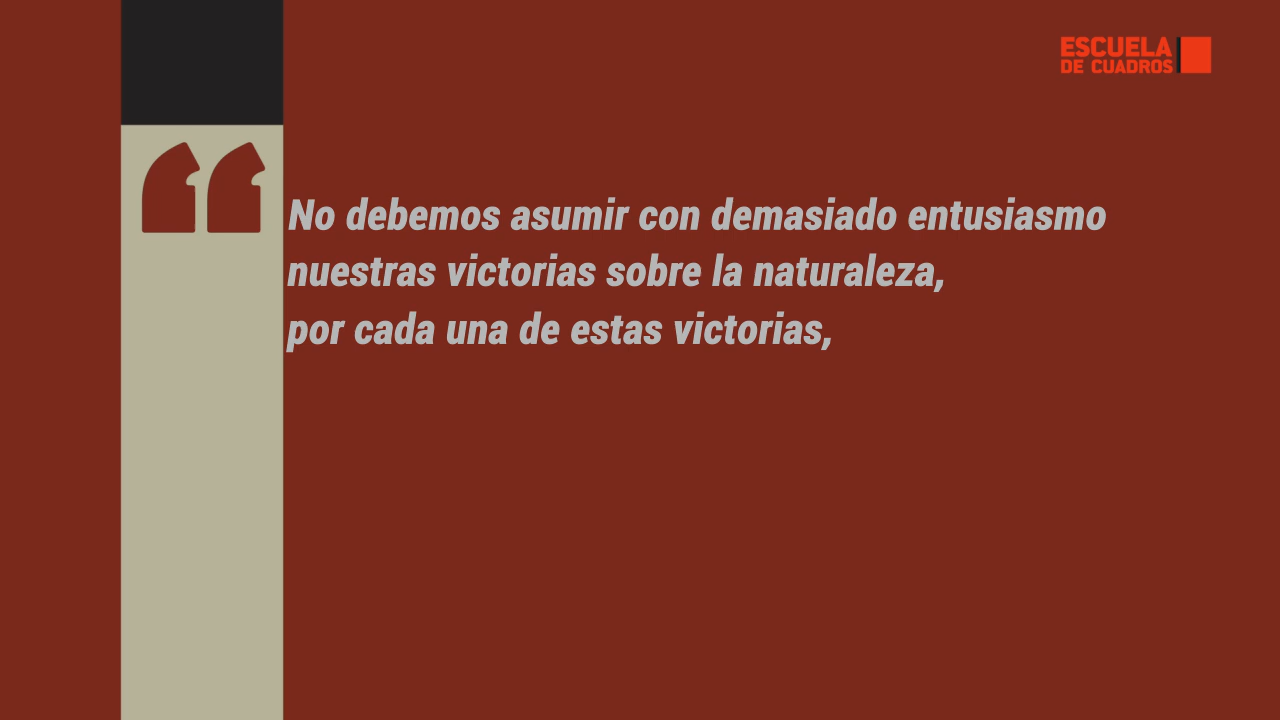 ESCUELA
DE CUADROS
No debemos asumir con demasiado entusiasmo
nuestras victorias sobre la naturaleza,
por cada una de estas victorias,